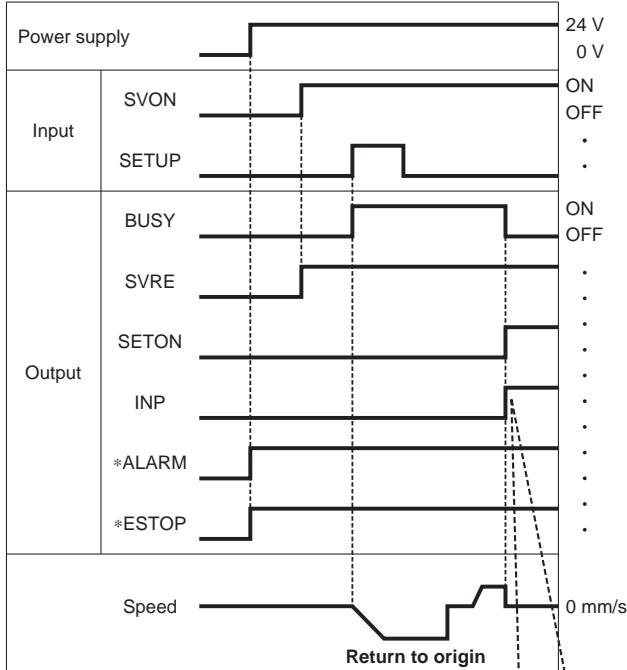 Power supply
24 V
0 V
Input
SVON
ON
OFF
SETUP
Output
BUSY
ON
OFF
SVRE
SETON
INP
∗ALARM
∗ESTOP
Speed
0 mm/s
Return to origin